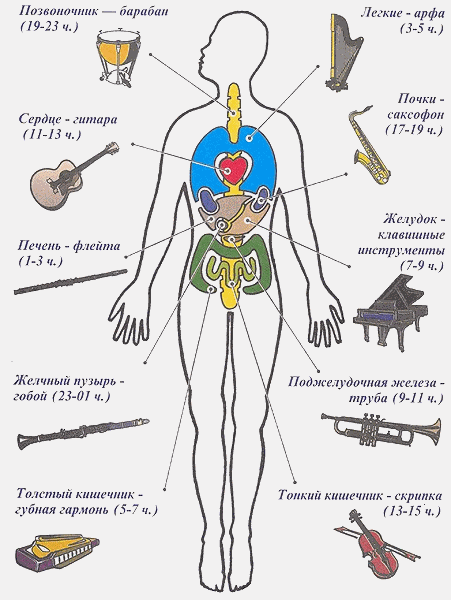 Позвоночник — барабан
(19-23 ч.)
Легкие - арфа
(3-5 ч.)
Сердце - гитара
(11-13 ч.)
Почки -
саксофон
(17-19 ч.)
Печень - флейта
(1-3 ч.)
Желудок -
клавишные
инструменты
(7-9 ч.)
Желчный пузырь -
гобой (23-01 ч.)
Поджелудочная железа -
труба (9-11 ч.)
Толстый кишечник -
губная гармонь (5-7 ч.)
Тонкий кишечник - скрипка
(13-15 ч.)